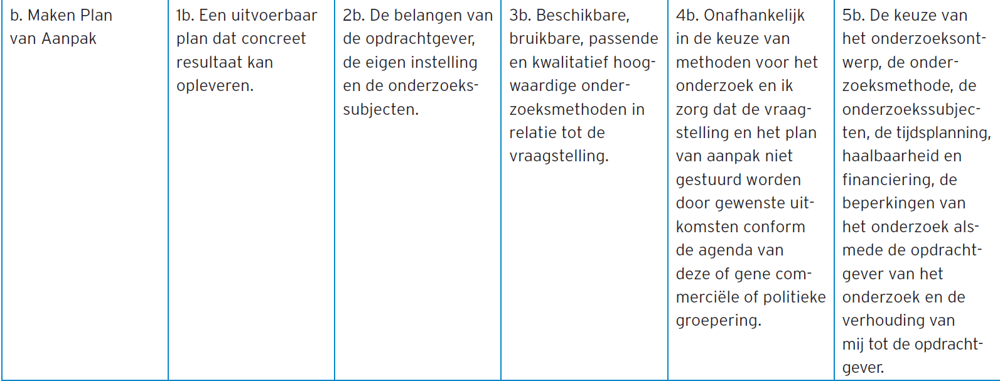 b. Maken Plan
van Aanpak
1b. Een uitvoerbaar
plan dat concreet
resultaat kan
opleveren.
2b. De belangen van
de opdrachtgever,
de eigen instelling
en de onderzoeks-
subjecten.
3b. Beschikbare,
bruikbare, passende
en kwalitatief hoog-
waardige onder-
zoeksmethoden in
relatie tot de
vraagstelling.
4b. Onafhankelijk
in de keuze van
methoden voor het
onderzoek en ik
zorg dat de vraag-
stelling en het plan
van aanpak niet
gestuurd worden
door gewenste uit-
komsten conform
de agenda van
deze of gene com-
merciële of politieke
groepering.
5b. De keuze van
het onderzoeksont-
werp, de onder-
zoeksmethode, de
onderzoekssubjec-
ten, de tijdsplanning,
haalbaarheid en
financiering, de
beperkingen van
het onderzoek als-
mede de opdracht-
gever van het
onderzoek en de
verhouding van
mij tot de opdracht-
gever.